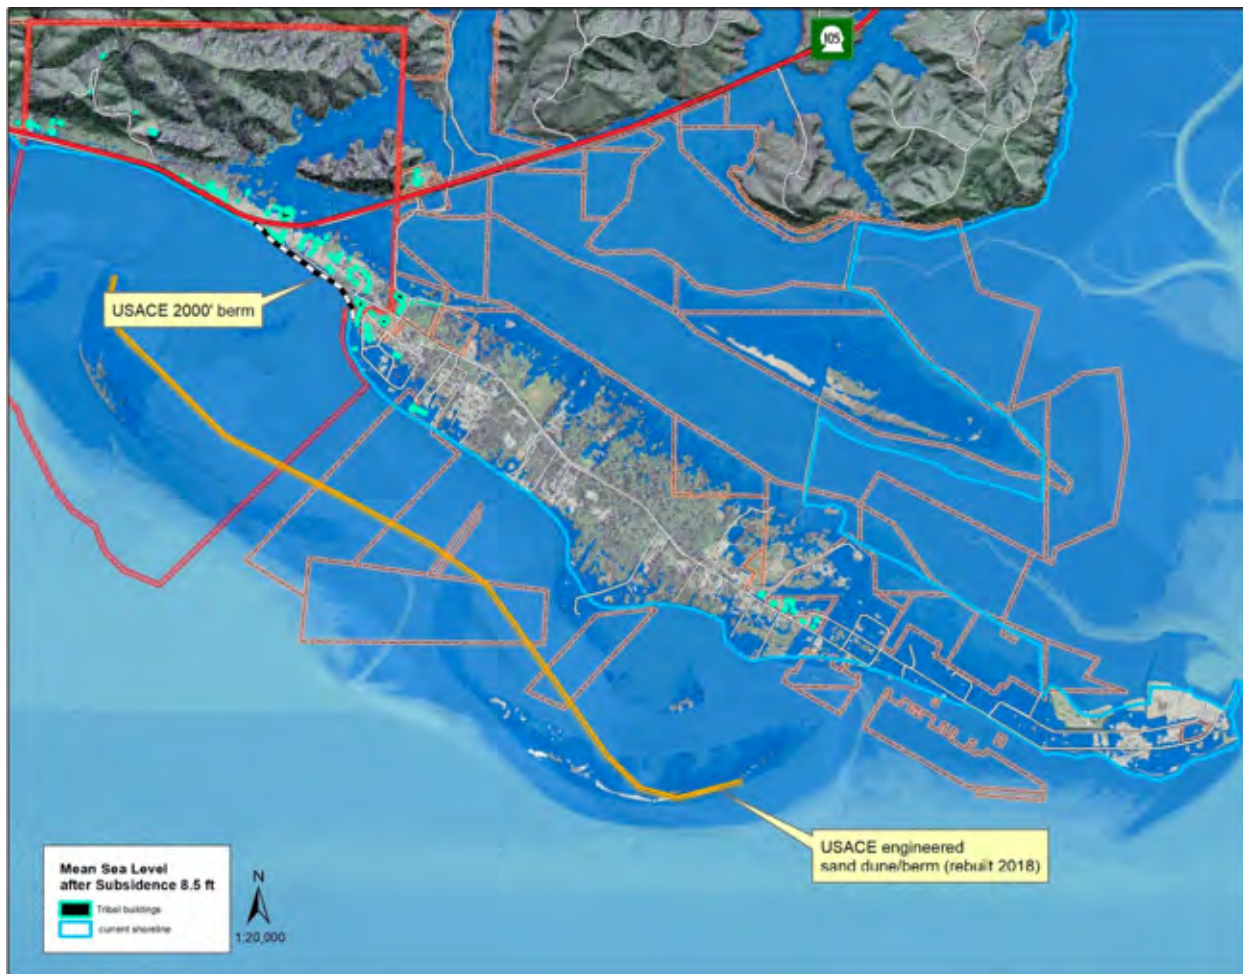 105
USACE 2000' berm
USACE engineered
sand dune/berm (rebuilt 2018)
Mean Sea Level
after Subsidence 8.5 ft
Tribal buildings
current shoreline
N
1:20,000